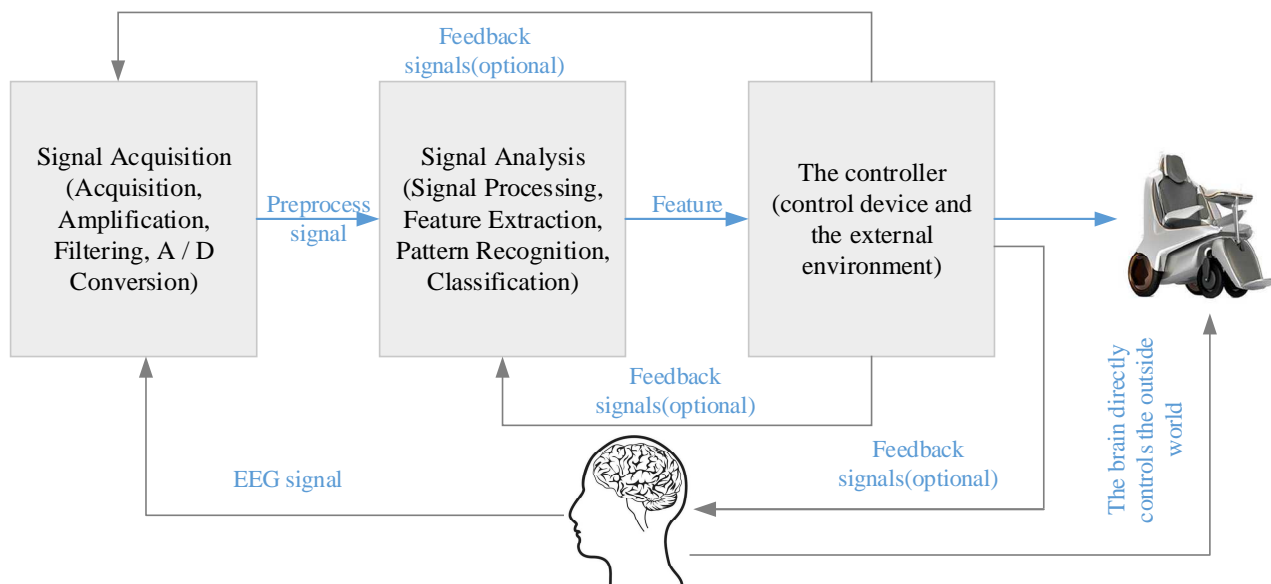 Feedback
signals(optional)
Signal Acquisition
(Acquisition,
Amplification,
Filtering, A / D
Conversion)
Preprocess
signal
Signal Analysis
(Signal Processing,
Feature Extraction,
Pattern Recognition,
Classification)
Feature
The controller
(control device and
the external
environment)
Feedback
signals(optional)
EEG signal
Feedback
signals(optional)
The brain directly
controls the outside
world